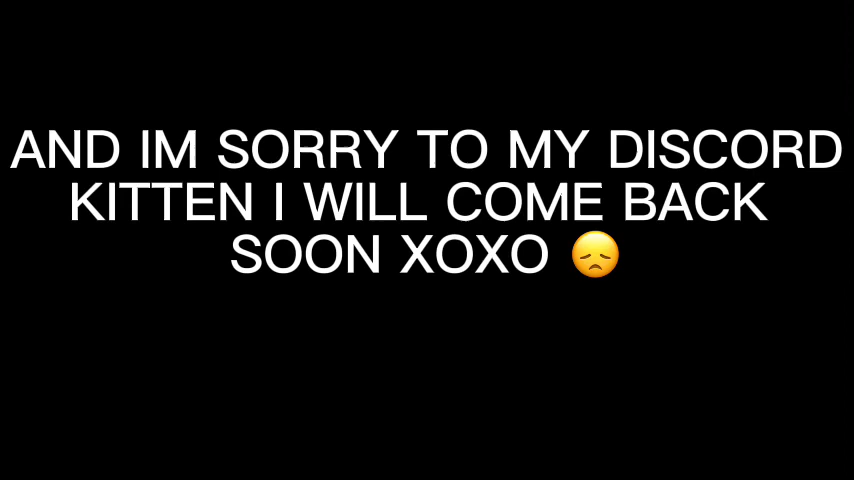 AND IM SORRY TO MY DISCORD
KITTEN I WILL COME BACK
SOON XOXO 😞